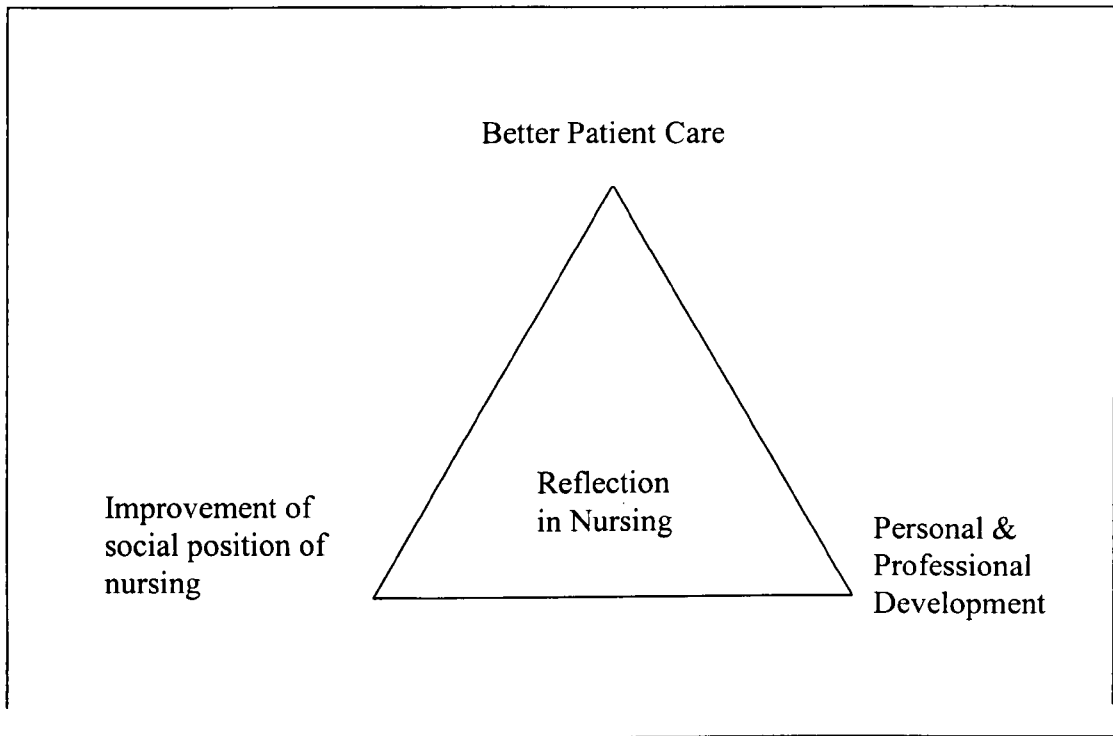 Better Patient Care
Reflection
in Nursing
Improvement of
social position of
nursing
Personal &
Professional
Development